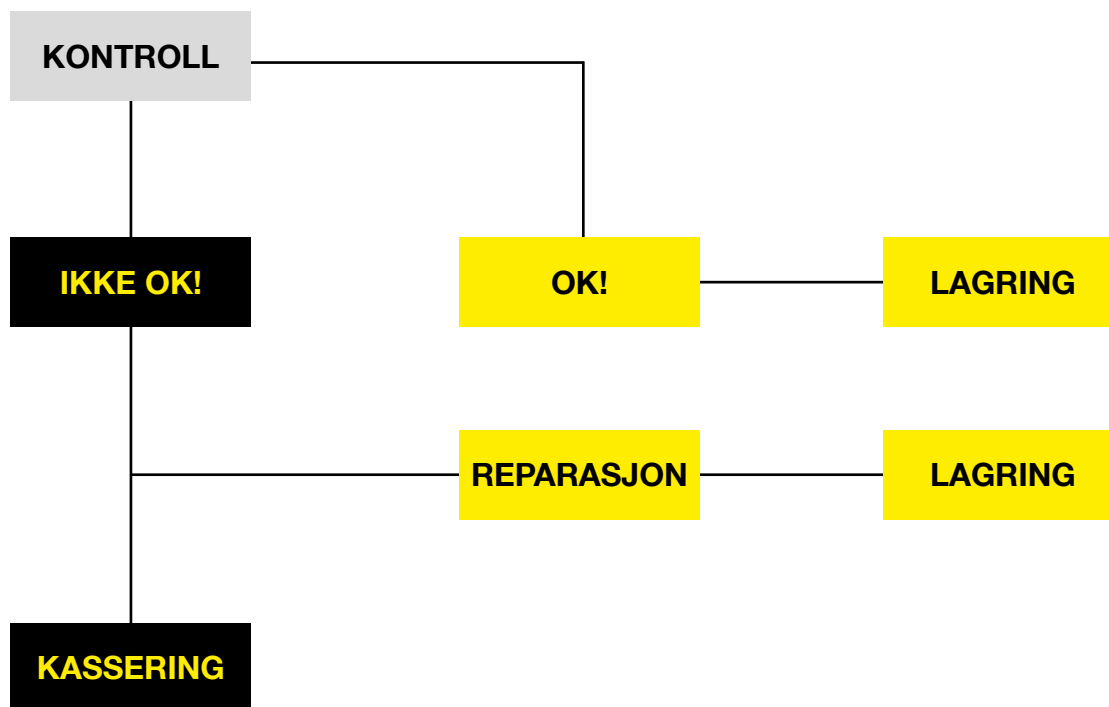 KONTROLL
IKKE OK!
OK!
LAGRING
REPARASJON
LAGRING
KASSERING